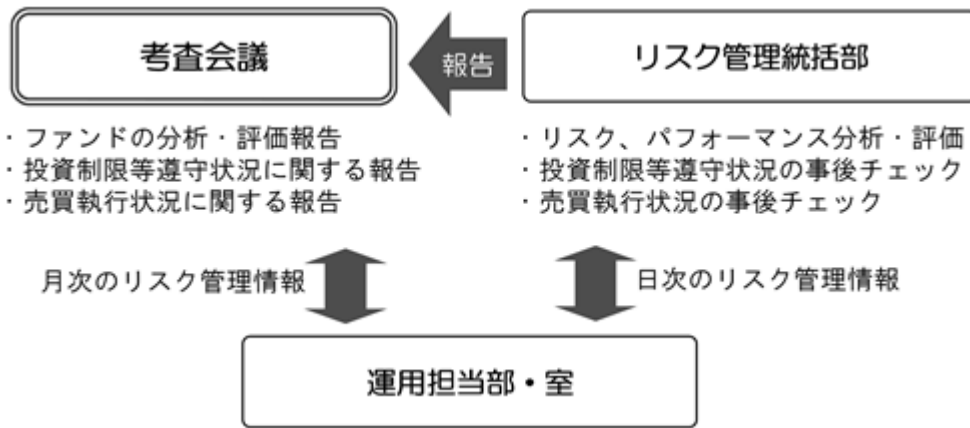 考査会議
報告
リスク管理統括部
・ファンドの分析・評価報告
・投資制限等遵守状況に関する報告
・売買執行状況に関する報告
・リスク、パフォーマンス分析・評価
・投資制限等遵守状況の事後チェック
・売買執行状況の事後チェック
月次のリスク管理情報
日次のリスク管理情報
運用担当部・室